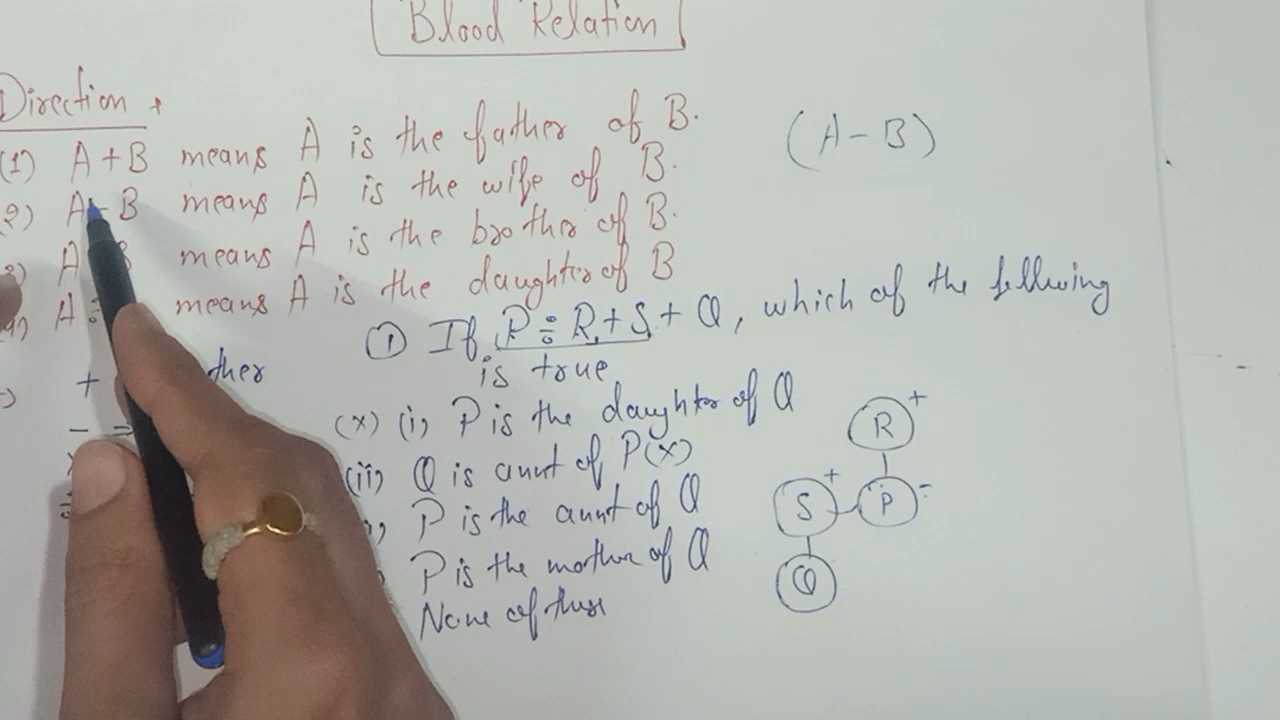 Blood Relation
Direction
(1) A + B means A is the father of B.
A - B means A is the wife of B.
(A - B)
A B means A is the brother of B.
A ÷ means A is the daughter of B
① If P ÷ R + S + Q, which of the following
is true
+
(x) (i) P is the daughter of Q
- ⇒
(ii) Q is aunt of P(x)
P is the aunt of Q
P is the mother of Q
None of these
R +
S + P -
Q